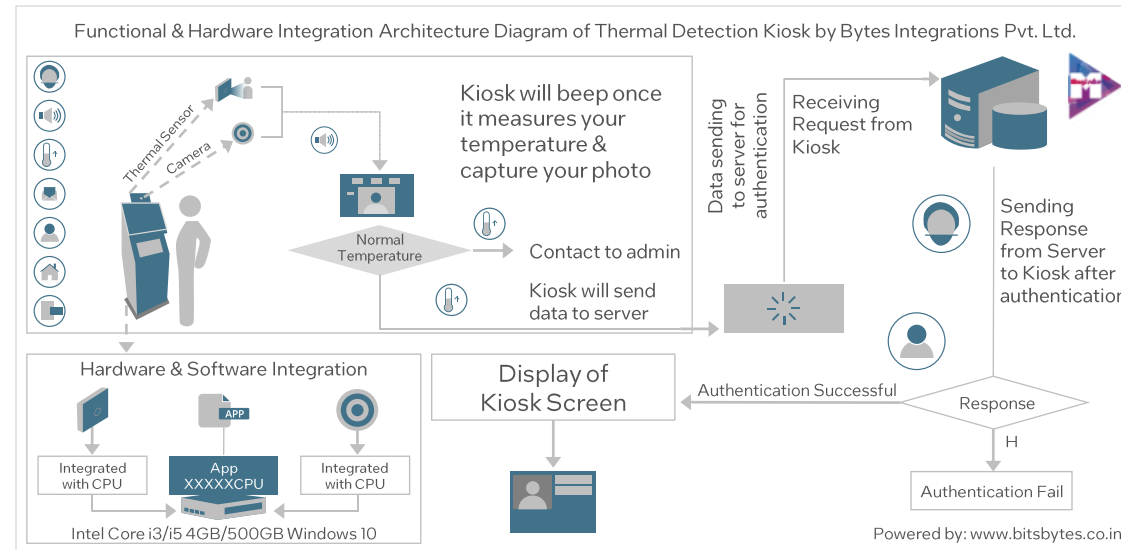 Functional & Hardware Integration Architecture Diagram of Thermal Detection Kiosk by Bytes Integrations Pvt. Ltd.
Thermal Sensor
Camera
Kiosk will beep once
it measures your
temperature &
capture your photo
Normal
Temperature
Contact to admin
Kiosk will send
data to server
Data sending
to server for
authentication
Receiving
Request from
Kiosk
M
Sending
Response
from Server
to Kiosk after
authentication
Hardware & Software Integration
APP
Integrated
with CPU
App
XXXXXCPU
Integrated
with CPU
Intel Core i3/i5 4GB/500GB Windows 10
Display of
Kiosk Screen
Authentication Successful
Response
H
Authentication Fail
Powered by: www.bitsbytes.co.in